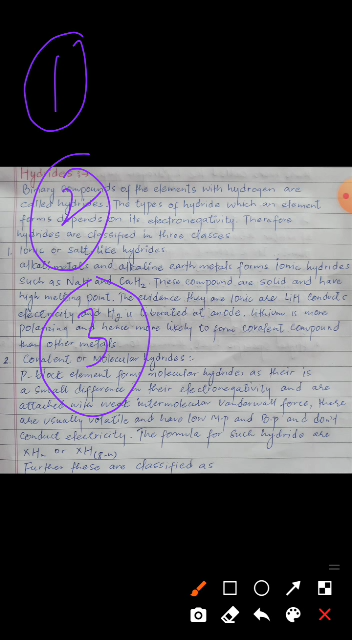 1
Hydrides :-
Binary compounds of the elements with hydrogen are
called hydrides. The types of hydride which an element
forms depends on its electronegativity. Therefore
hydrides are classified in three classes
2
1. Ionic or salt like hydrides
alkali metals and alkaline earth metals forms ionic hydrides
such as NaH and CaH2. These compound are solid and have
high melting point. The evidence they are ionic are LiH conducts
electricity and H2 is liberated at anode. lithium is more
polarizing and hence more likely to form covalent compound
than other metals
3
2. Covalent or Molecular hydrides :-
P-block element form molecular hydrides as their is
a small difference in their electronegativity and are
attached with weak intermolecular vanderwall force, these
are usually volatile and have low M.p and B.p and don't
conduct electricity. The formula for such hydride are
XHn or XH(8-n)
Further these are classified as